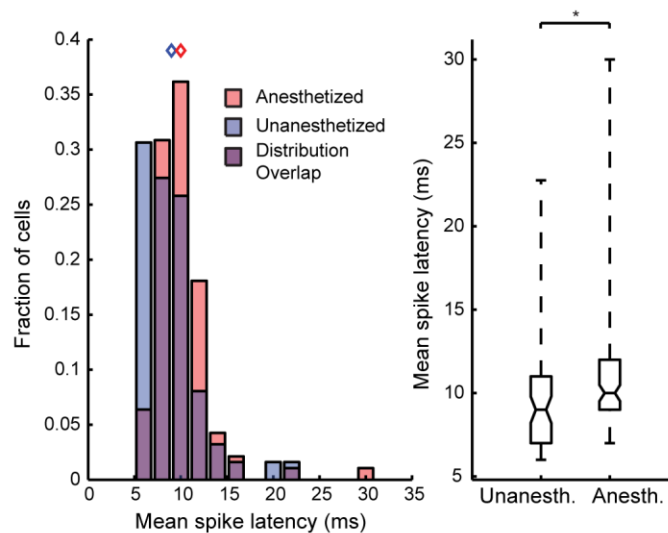 0.4
0.35
0.3
0.25
0.2
0.15
0.1
0.05
0
Fraction of cells
Anesthetized
Unanesthetized
Distribution
Overlap
0 5 10 15 20 25 30 35
Mean spike latency (ms)
*
30
25
20
15
10
5
Mean spike latency (ms)
Unanesth. Anesth.